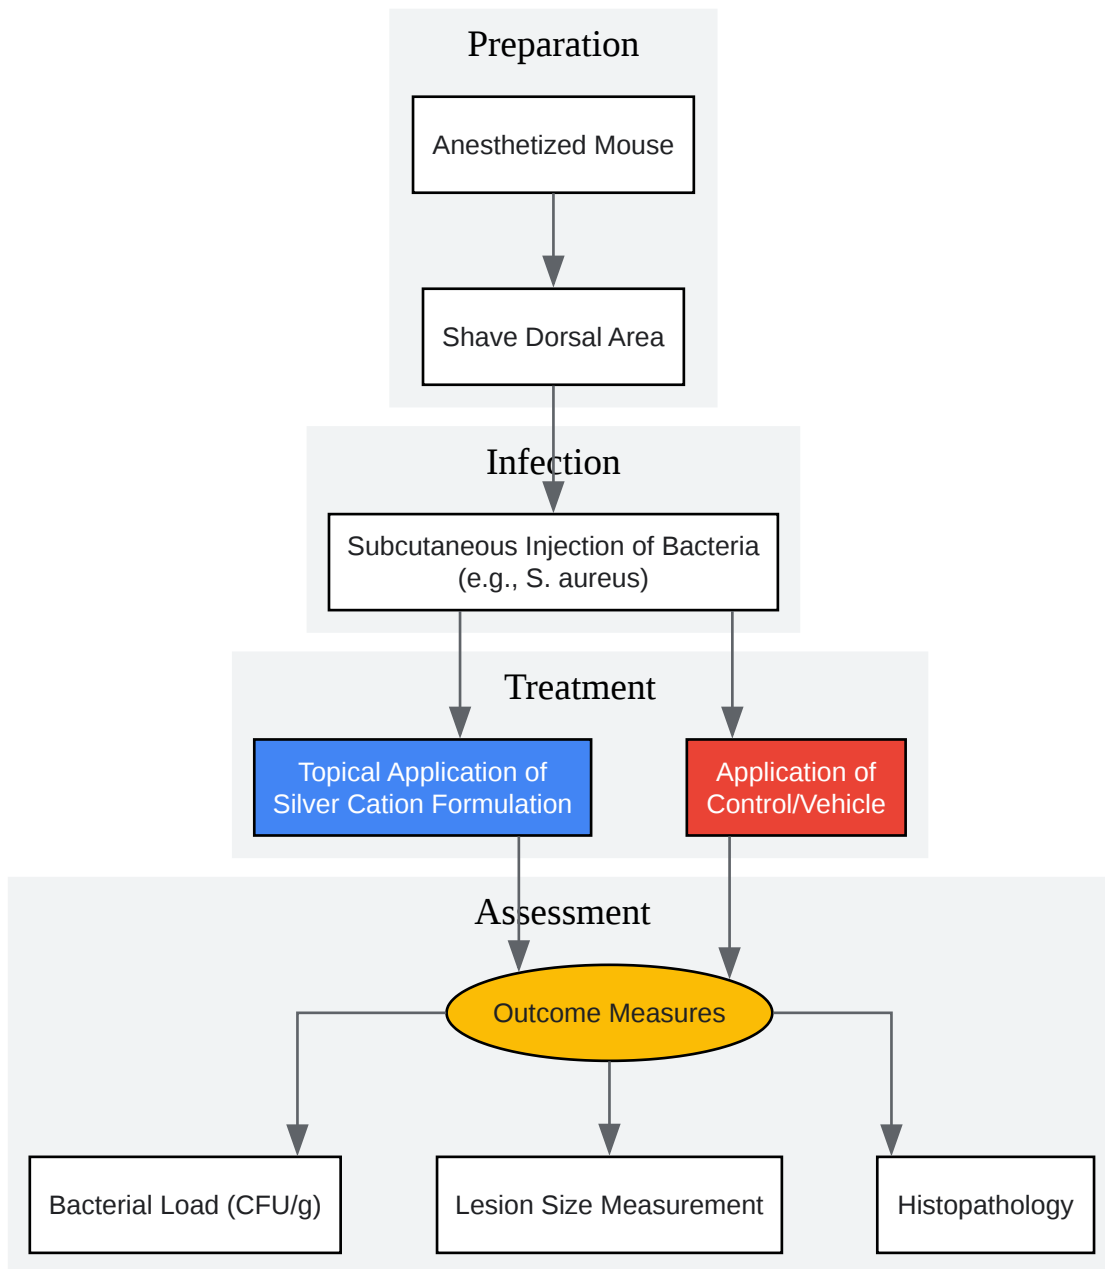 Preparation
Anesthetized Mouse
Shave Dorsal Area
Infection
Subcutaneous Injection of Bacteria
(e.g., S. aureus)
Treatment
Topical Application of
Silver Cation Formulation
Application of
Control/Vehicle
Assessment
Outcome Measures
Bacterial Load (CFU/g)
Lesion Size Measurement
Histopathology